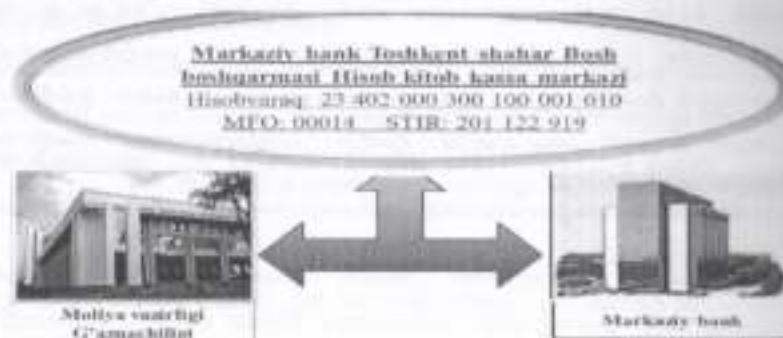 Markaziy bank Toshkent shahar Bosh
boshqarmasi Hisob kitob kassa markazi
Hisobvaraq: 23 402 000 300 100 001 010
MFO: 00014 STIR: 201 122 919
Moliya vazirligi
G'aznachiligi
Markaziy bank